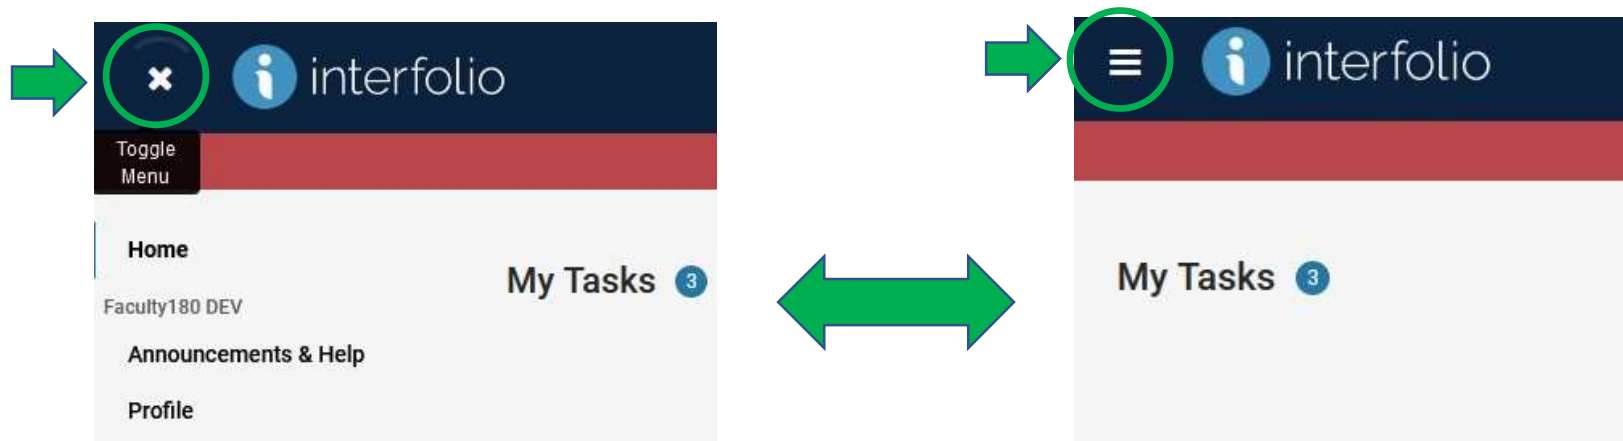 interfolio
Toggle
Menu
Home
My Tasks 3
Faculty180 DEV
Announcements & Help
Profile
interfolio
My Tasks 3